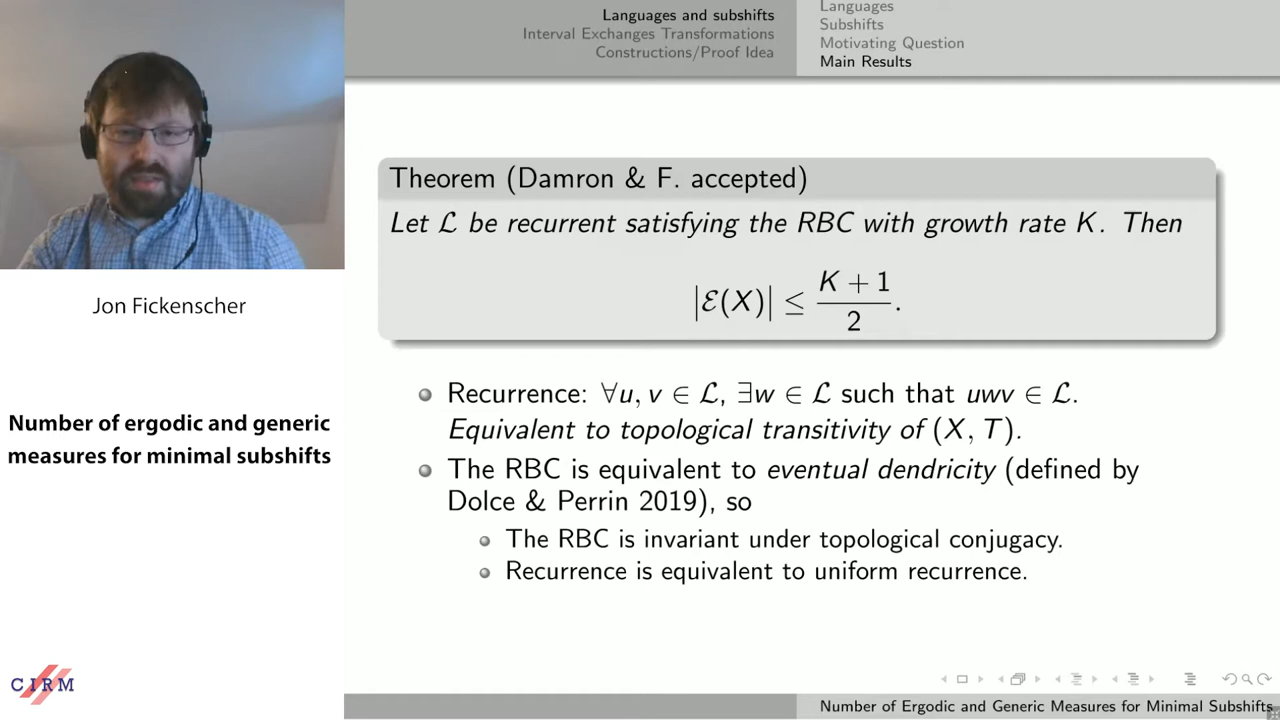 Languages and subshifts
Interval Exchanges Transformations
Constructions/Proof Idea
Languages
Subshifts
Motivating Question
Main Results
Theorem (Damron & F. accepted)
Let ℒ be recurrent satisfying the RBC with growth rate K. Then
|ℰ(X)| ≤ (K + 1)/2.
Recurrence: ∀u, v ∈ ℒ, ∃w ∈ ℒ such that uwv ∈ ℒ.
Equivalent to topological transitivity of (X, T).
The RBC is equivalent to eventual dendricity (defined by
Dolce & Perrin 2019), so
The RBC is invariant under topological conjugacy.
Recurrence is equivalent to uniform recurrence.
Jon Fickenscher
Number of ergodic and generic
measures for minimal subshifts
CIRM
Number of Ergodic and Generic Measures for Minimal Subshifts